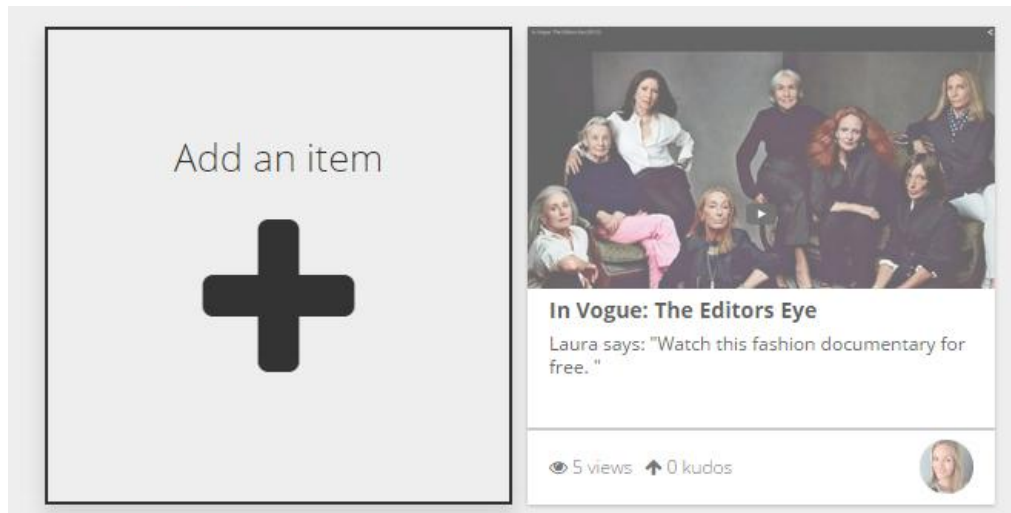 Add an item
In Vogue: The Editors Eye
Laura says: "Watch this fashion documentary for
free. "
5 views 0 kudos